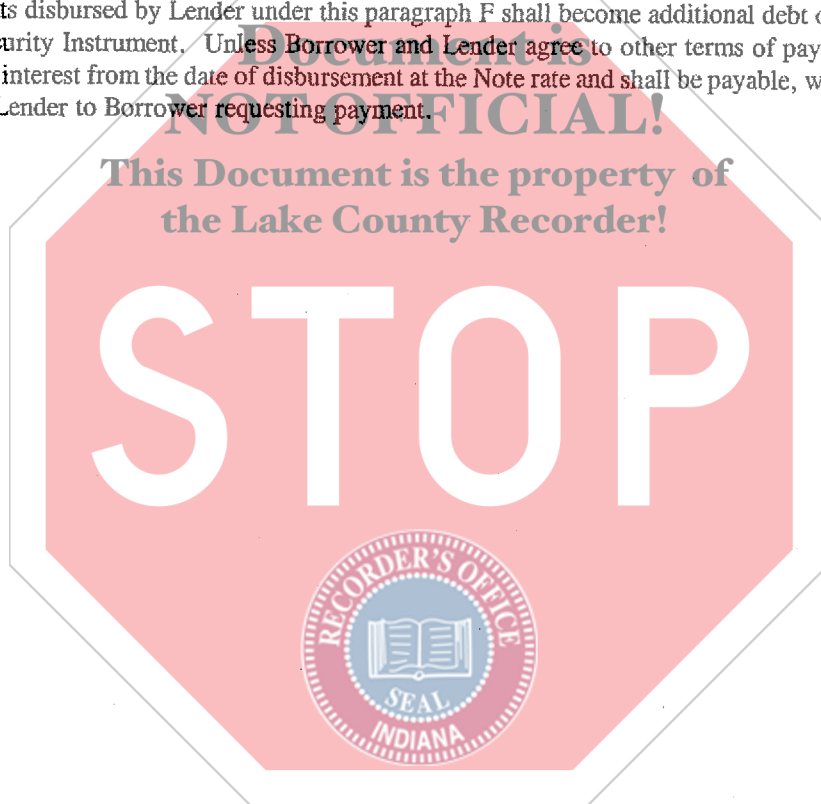 ts disbursed by Lender under this paragraph F shall become additional debt
urity Instrument. Unless Borrower and Lender agree to other terms of pay
Document is
interest from the date of disbursement at the Note rate and shall be payable, w
Lender to Borrower requesting payment.
NOT OFFICIAL!
This Document is the property of
the Lake County Recorder!
STOP
RECORDER'S OFFICE
SEAL
INDIANA